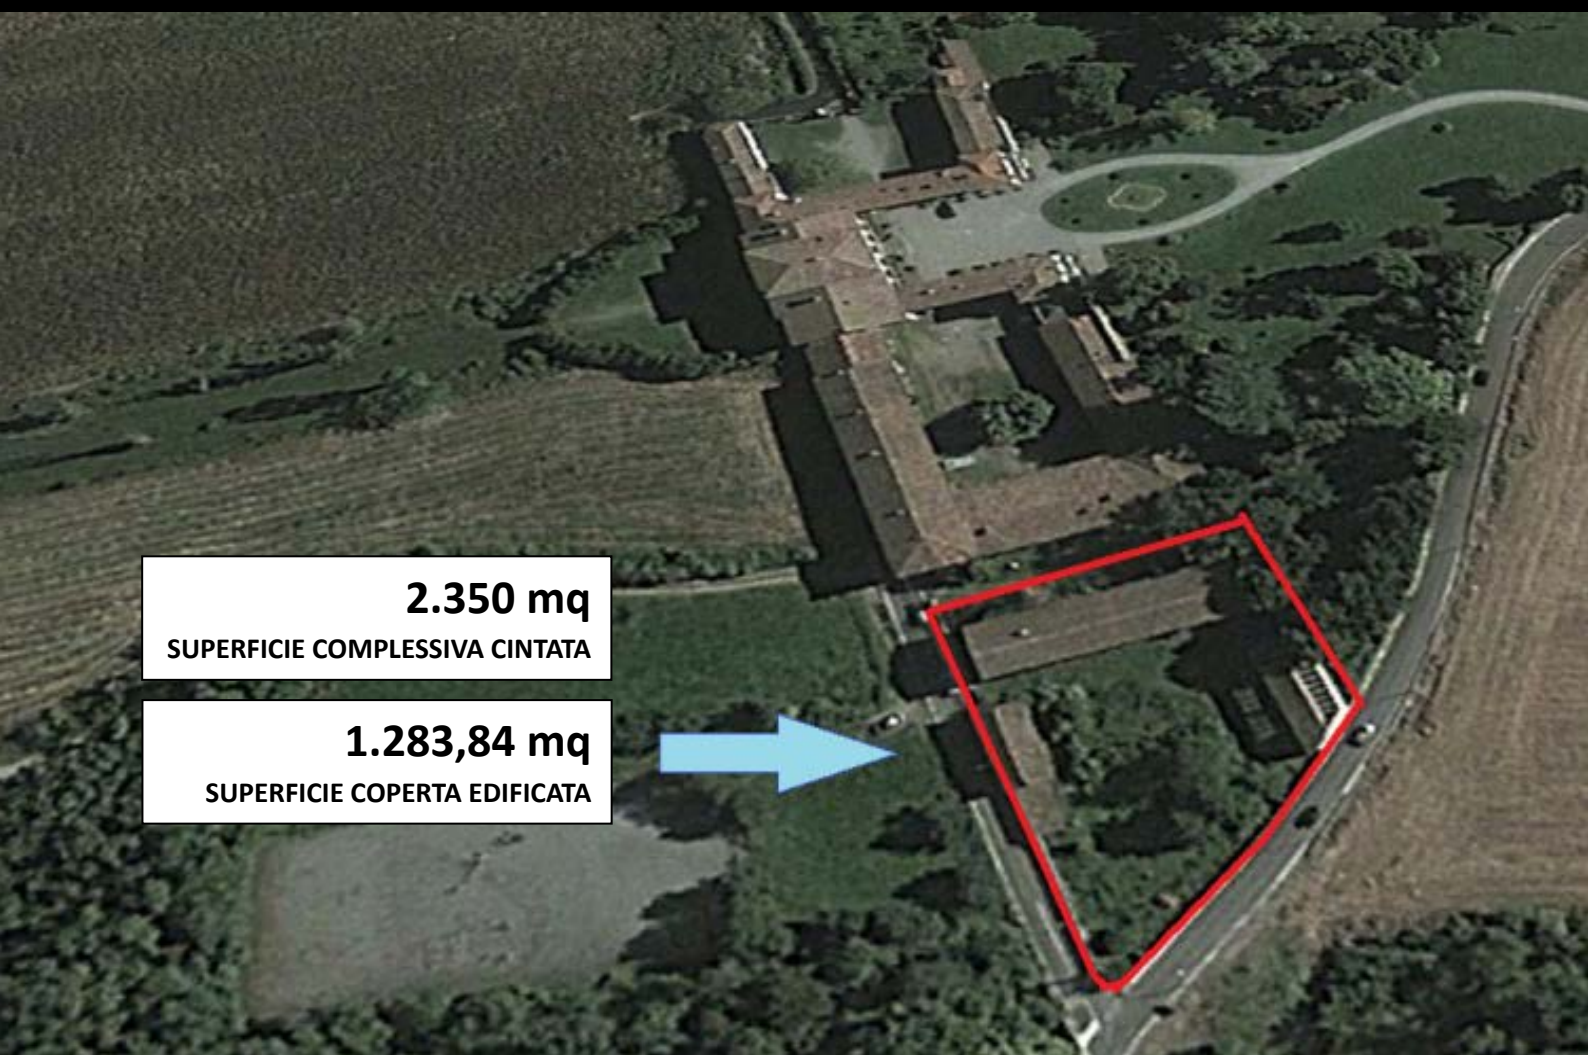 2.350 mq
SUPERFICIE COMPLESSIVA CINTATA
1.283,84 mq
SUPERFICIE COPERTA EDIFICATA